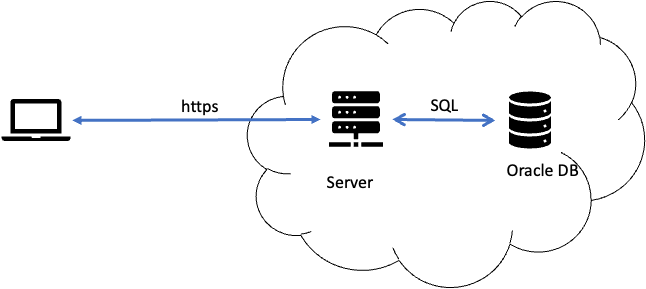 https
SQL
Server
Oracle DB